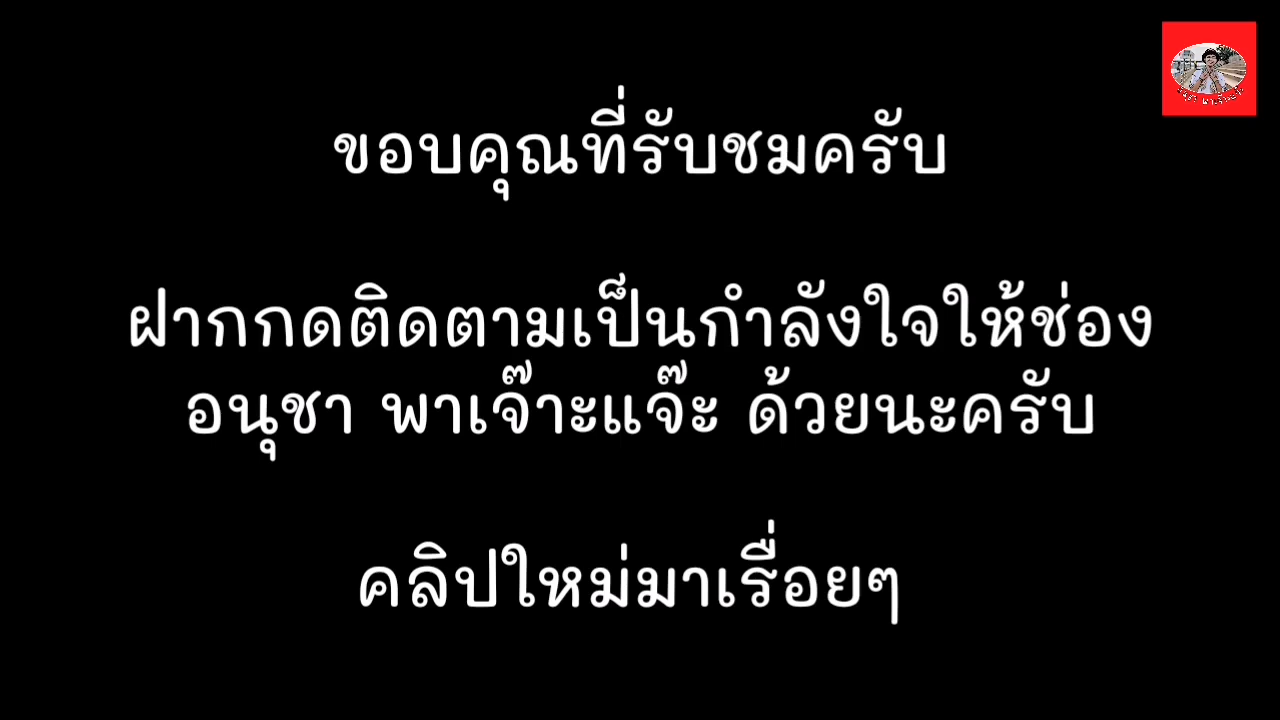 ขอบคุณที่รับชมครับ
ฝากกดติดตามเป็นกำลังใจให้ช่อง
อนุชา พาเจ๊าะแจ๊ะ ด้วยนะครับ
คลิปใหม่มาเรื่อยๆ